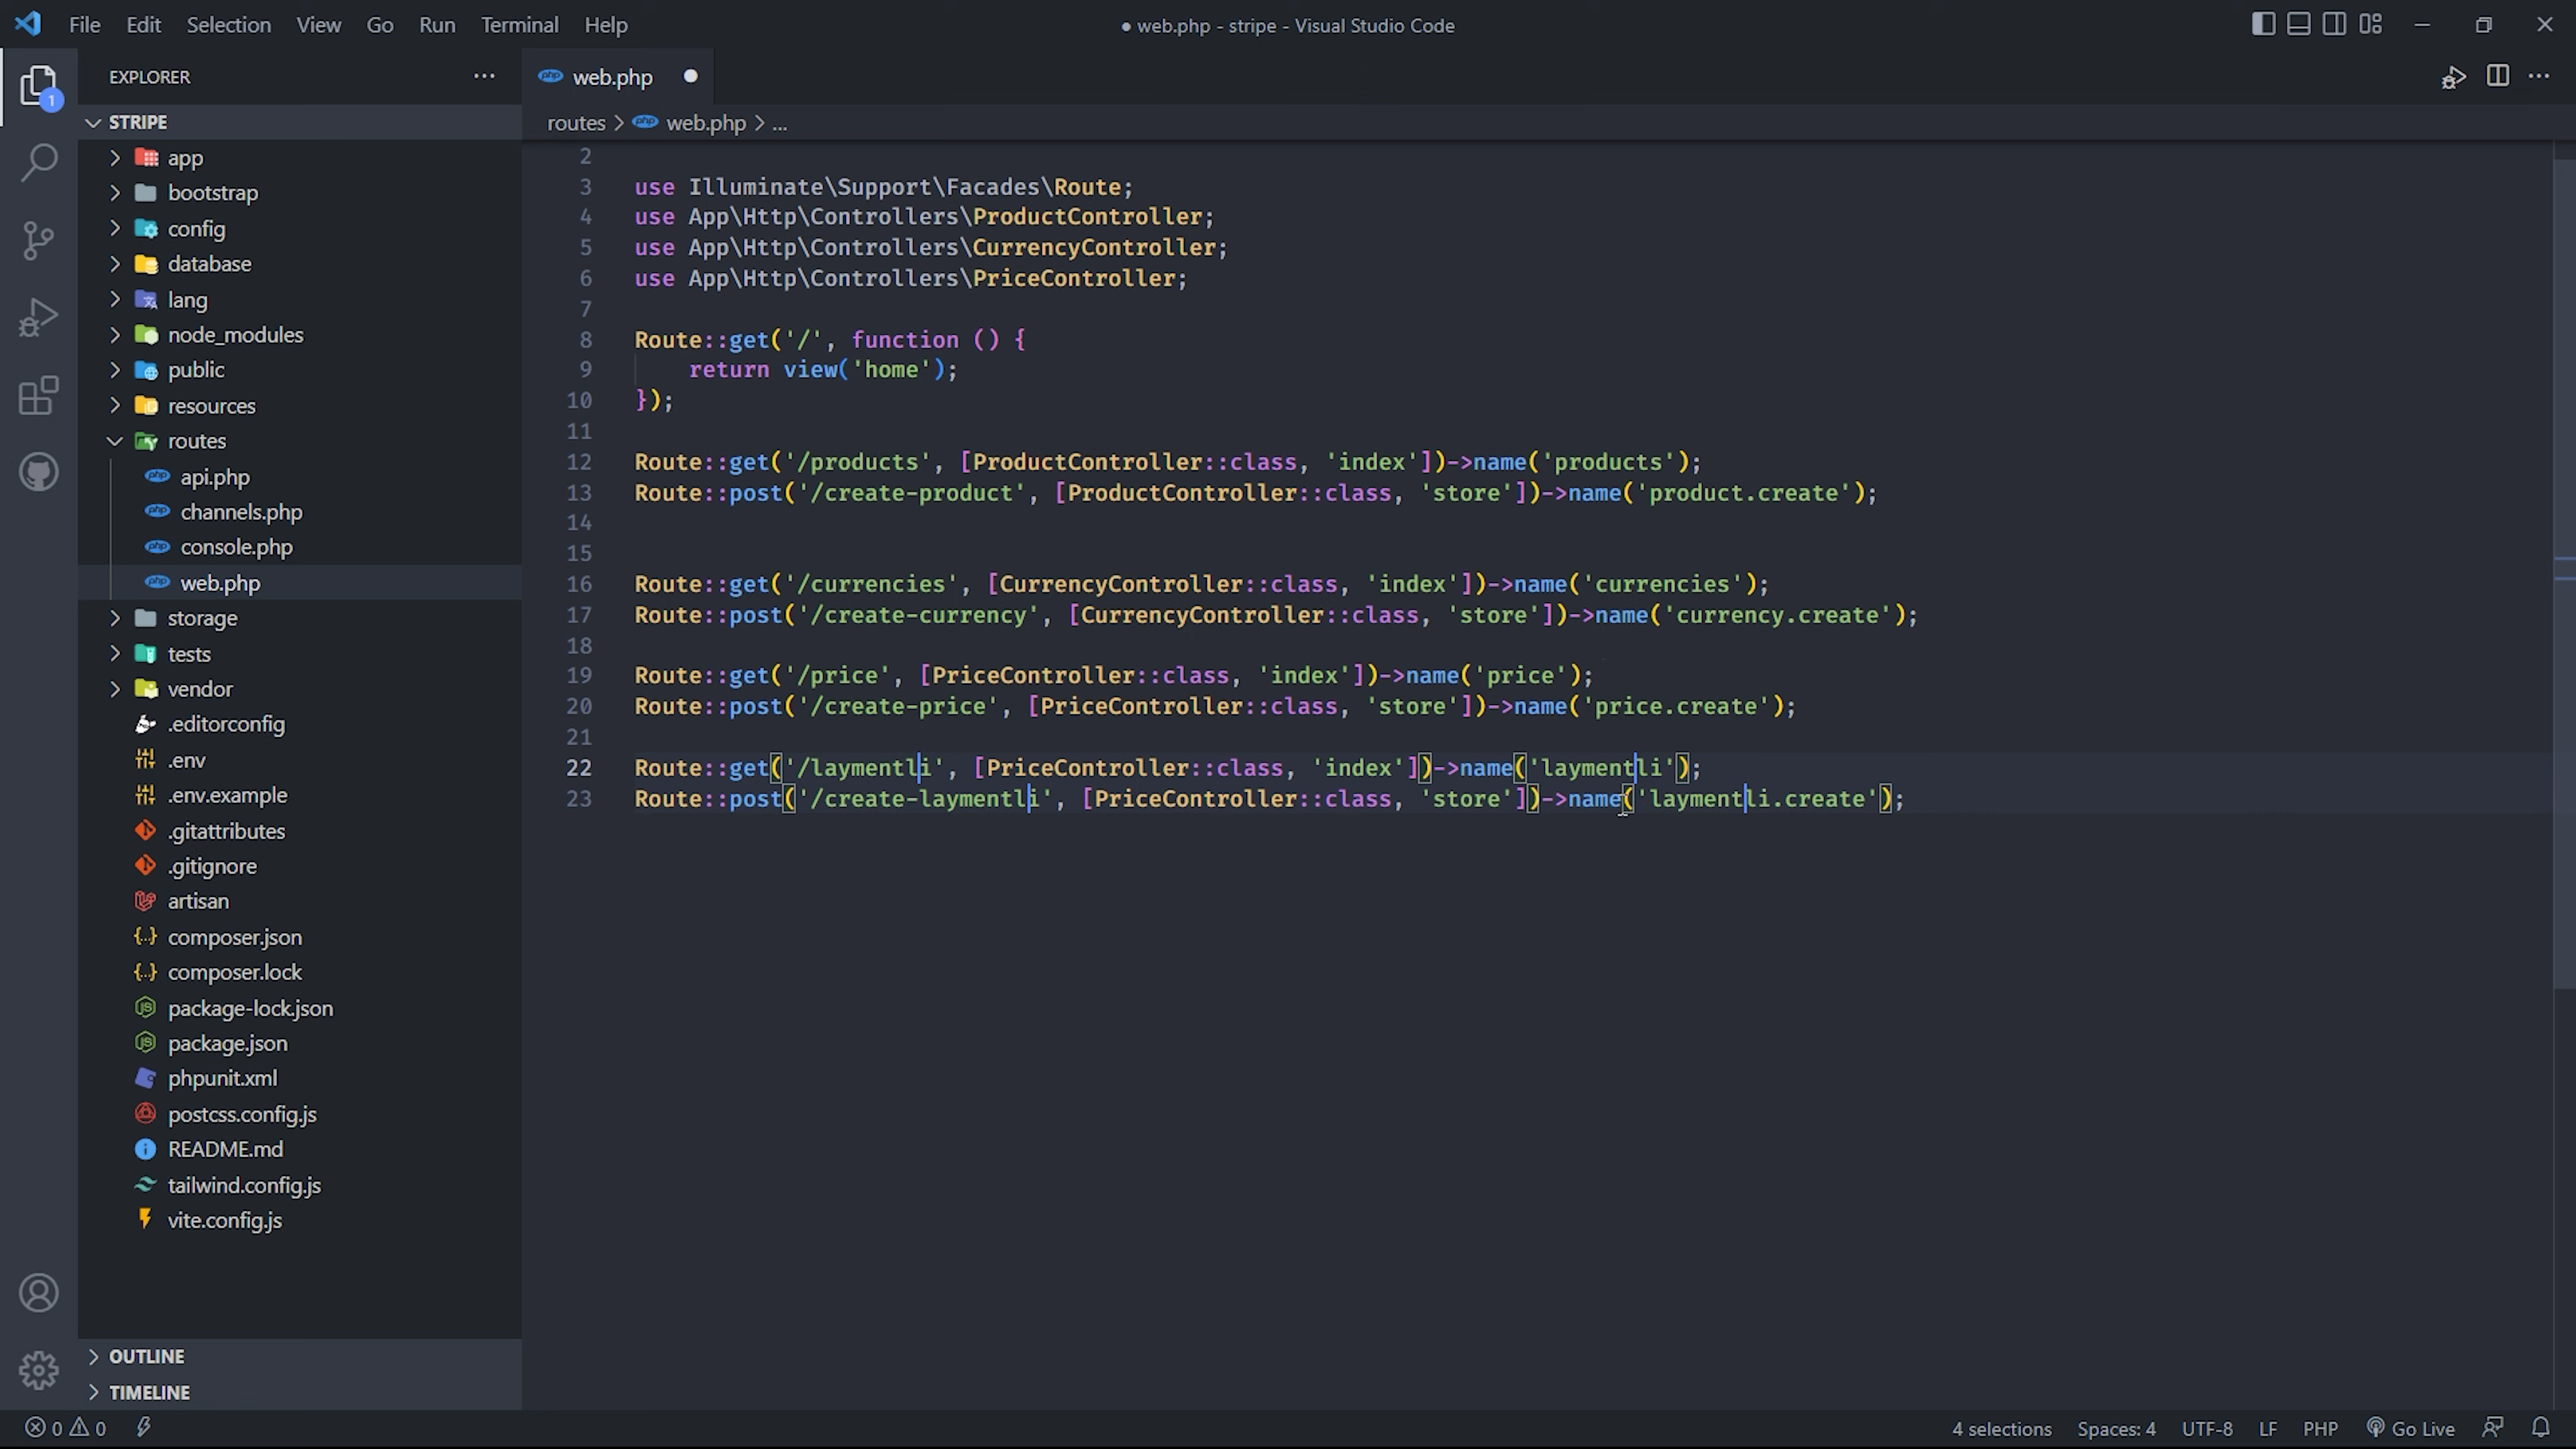 File Edit Selection View Go Run Terminal Help
● web.php - stripe - Visual Studio Code
EXPLORER
1
STRIPE
app
bootstrap
config
database
lang
node_modules
public
resources
routes
api.php
channels.php
console.php
web.php
storage
tests
vendor
.editorconfig
.env
.env.example
.gitattributes
.gitignore
artisan
composer.json
composer.lock
package-lock.json
package.json
phpunit.xml
postcss.config.js
README.md
tailwind.config.js
vite.config.js
OUTLINE
TIMELINE
web.php
routes > web.php > ...
2
3 use Illuminate\Support\Facades\Route;
4 use App\Http\Controllers\ProductController;
5 use App\Http\Controllers\CurrencyController;
6 use App\Http\Controllers\PriceController;
7
8 Route::get('/', function () {
9 return view('home');
10 });
11
12 Route::get('/products', [ProductController::class, 'index'])->name('products');
13 Route::post('/create-product', [ProductController::class, 'store'])->name('product.create');
14
15
16 Route::get('/currencies', [CurrencyController::class, 'index'])->name('currencies');
17 Route::post('/create-currency', [CurrencyController::class, 'store'])->name('currency.create');
18
19 Route::get('/price', [PriceController::class, 'index'])->name('price');
20 Route::post('/create-price', [PriceController::class, 'store'])->name('price.create');
21
22 Route::get('/laymentli', [PriceController::class, 'index'])->name('laymentli');
23 Route::post('/create-laymentli', [PriceController::class, 'store'])->name('laymentli.create');
0 0
4 selections Spaces: 4 UTF-8 LF PHP Go Live